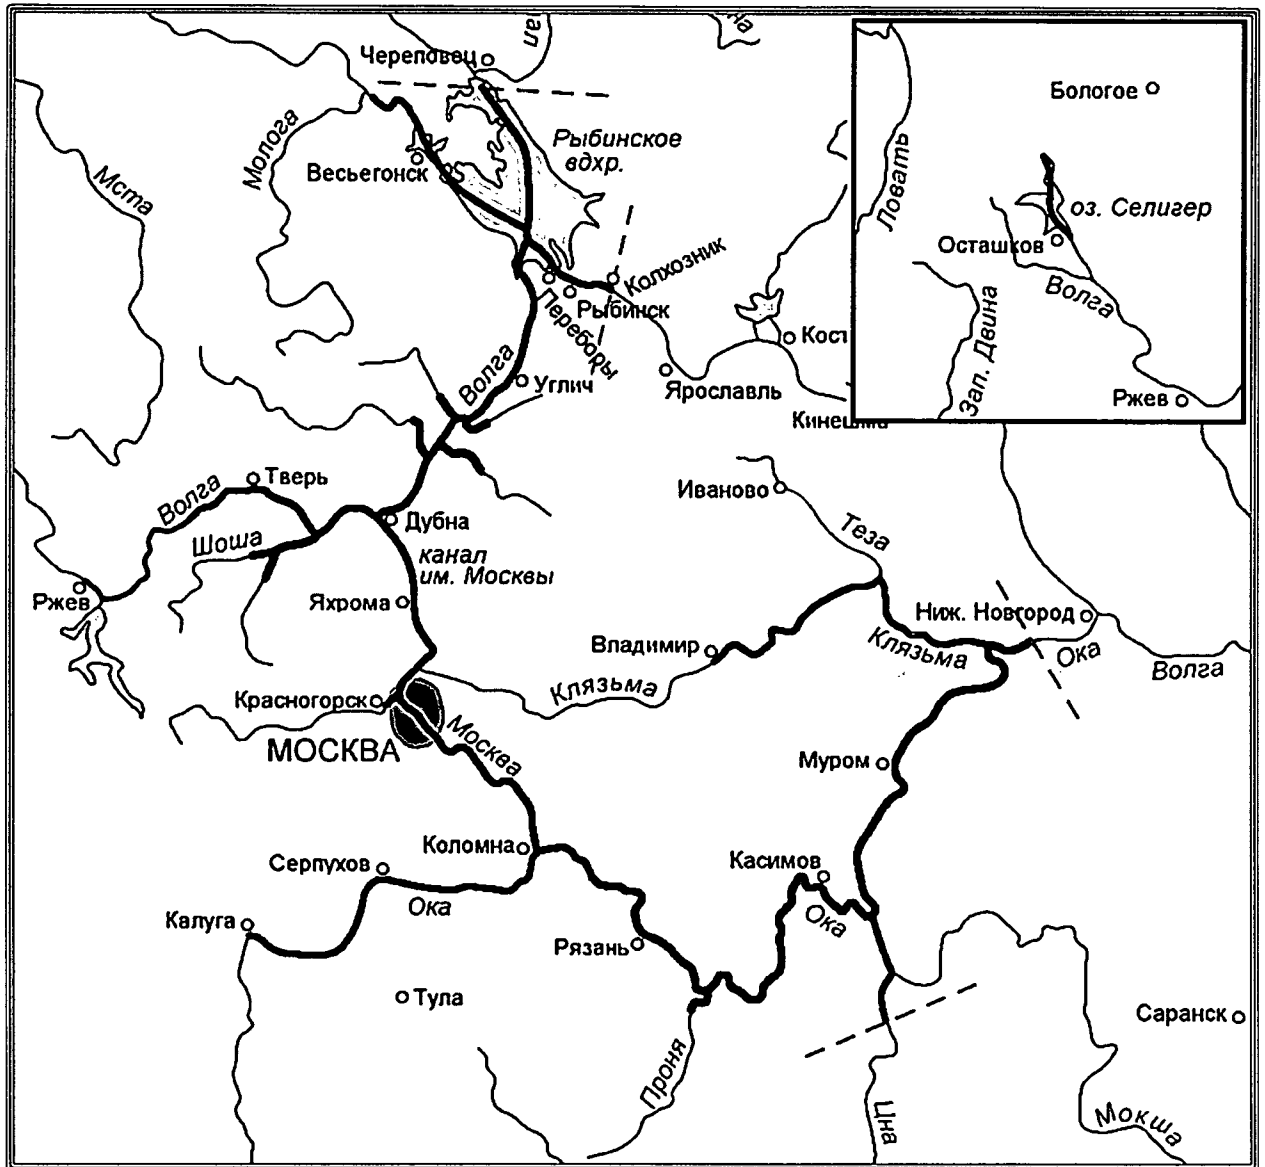 Череповец
ал
на
Бологое
Молога
Рыбинское
вдхр.
Весьегонск
Мста
Ловать
оз. Селигер
Осташков
Волга
Зап. Двина
Ржев
Колхозник
Рыбинск
Переборы
Кост
Волга
Углич
Ярославль
Кинешма
Тверь
Волга
Иваново
Дубна
Теза
Шоша
канал
им. Москвы
Ржев
Яхрома
Ниж. Новгород
Владимир
Клязьма
Ока
Волга
Красногорск
Клязьма
МОСКВА
Москва
Муром
Коломна
Серпухов
Касимов
Ока
Ока
Калуга
Рязань
Тула
Саранск
Проня
Цна
Мокша